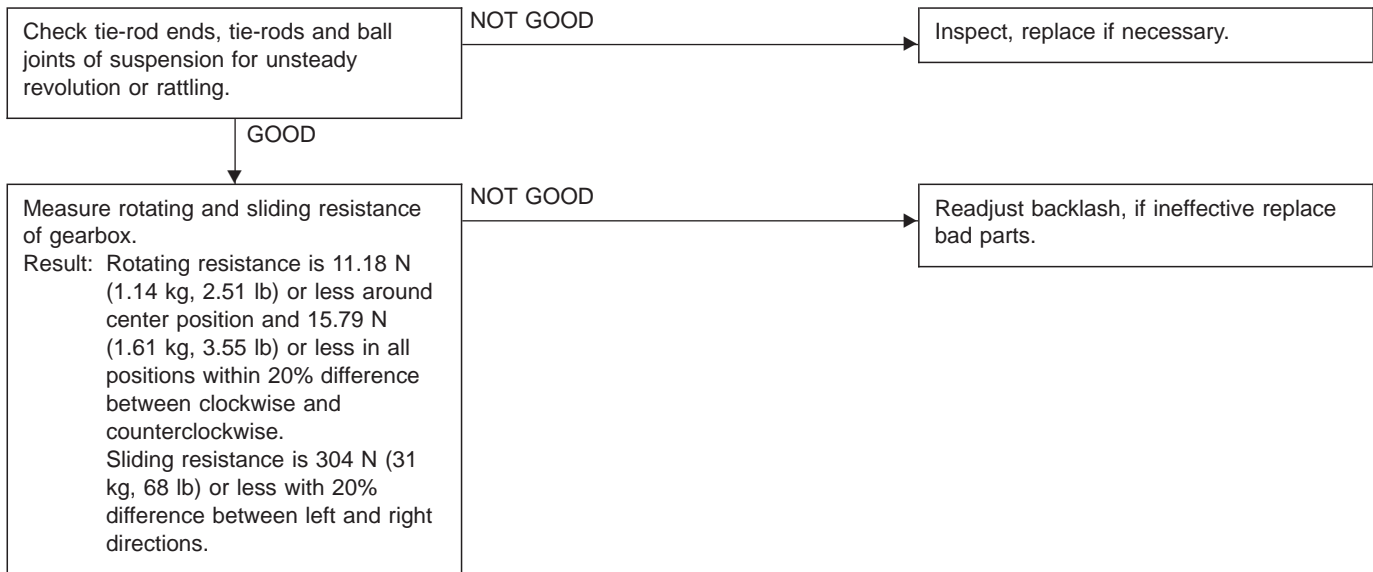 Check tie-rod ends, tie-rods and ball
joints of suspension for unsteady
revolution or rattling.
NOT GOOD
Inspect, replace if necessary.
GOOD
Measure rotating and sliding resistance
of gearbox.
Result: Rotating resistance is 11.18 N
(1.14 kg, 2.51 lb) or less around
center position and 15.79 N
(1.61 kg, 3.55 lb) or less in all
positions within 20% difference
between clockwise and
counterclockwise.
Sliding resistance is 304 N (31
kg, 68 lb) or less with 20%
difference between left and right
directions.
NOT GOOD
Readjust backlash, if ineffective replace
bad parts.